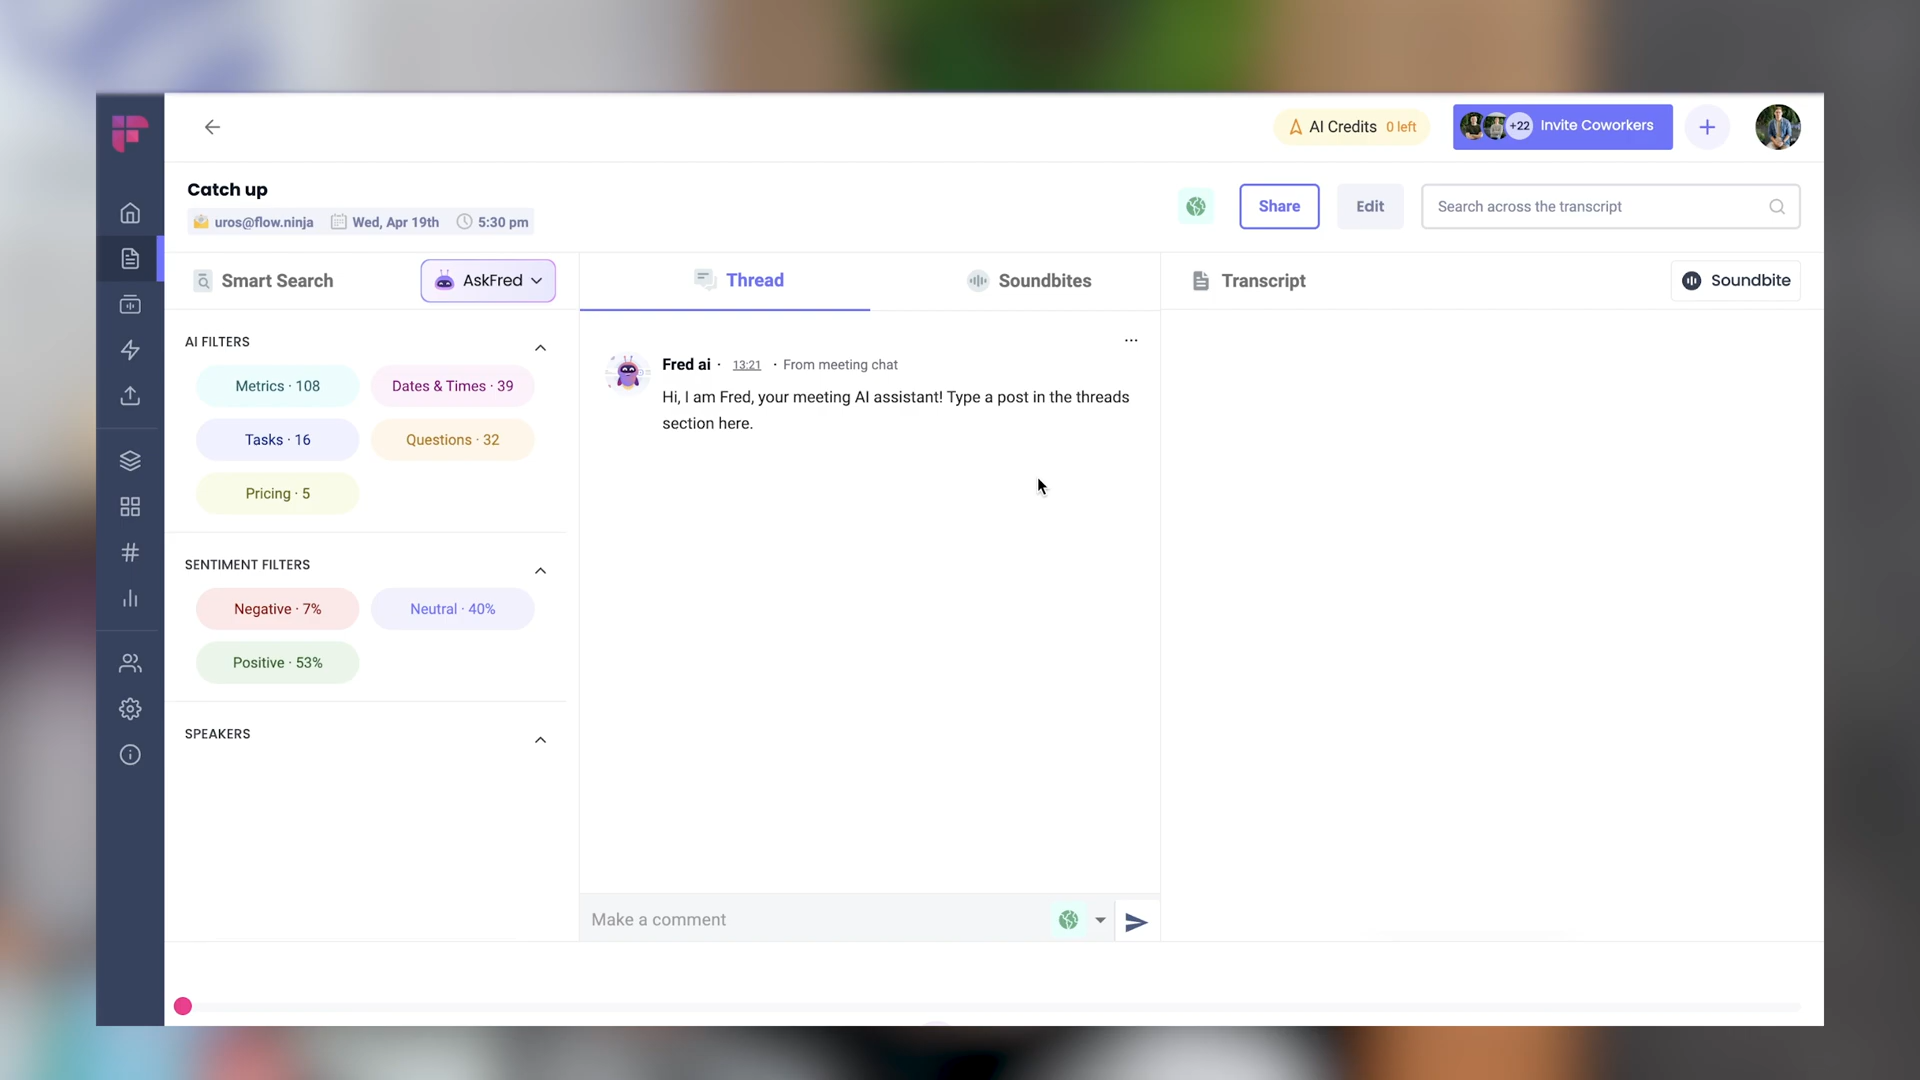 AI Credits 0 left
+22 Invite Coworkers
Catch up
uros@flow.ninja Wed, Apr 19th 5:30 pm
Share
Edit
Search across the transcript
Smart Search
AskFred
Thread
Soundbites
Transcript
Soundbite
AI FILTERS
Metrics · 108
Dates & Times · 39
Tasks · 16
Questions · 32
Pricing · 5
SENTIMENT FILTERS
Negative · 7%
Neutral · 40%
Positive · 53%
SPEAKERS
Fred ai · 13:21 · From meeting chat
Hi, I am Fred, your meeting AI assistant! Type a post in the threads
section here.
Make a comment